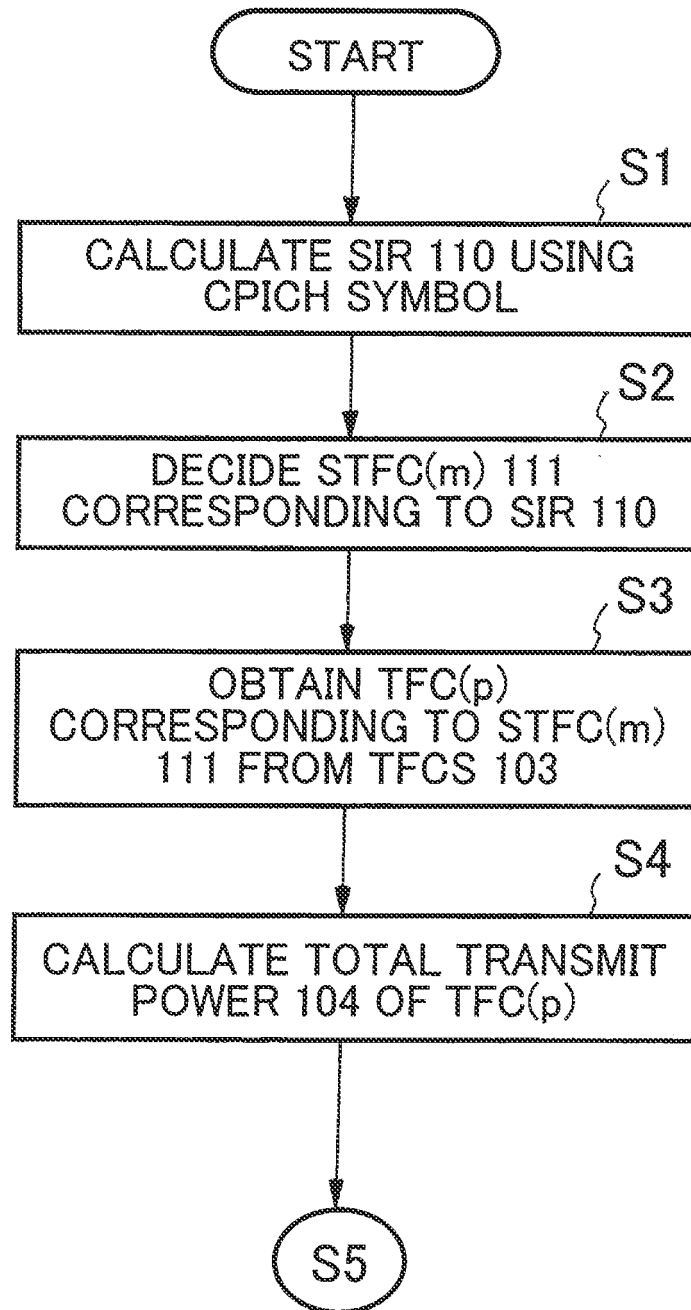 START
S1
CALCULATE SIR 110 USING
CPICH SYMBOL
S2
DECIDE STFC(m) 111
CORRESPONDING TO SIR 110
S3
OBTAIN TFC(p)
CORRESPONDING TO STFC(m)
111 FROM TFCS 103
S4
CALCULATE TOTAL TRANSMIT
POWER 104 OF TFC(p)
S5